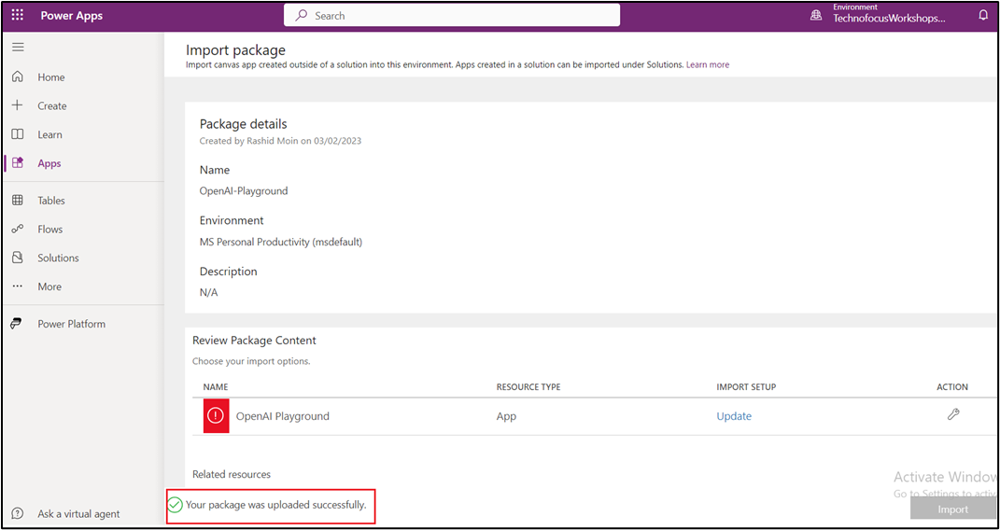 Power Apps
Search
Environment
TechnofocusWorkshops...
Home
Create
Learn
Apps
Tables
Flows
Solutions
More
Power Platform
Ask a virtual agent
Import package
Import canvas app created outside of a solution into this environment. Apps created in a solution can be imported under Solutions. Learn more
Package details
Created by Rashid Moin on 03/02/2023
Name
OpenAI-Playground
Environment
MS Personal Productivity (msdefault)
Description
N/A
Review Package Content
Choose your import options.
NAME RESOURCE TYPE IMPORT SETUP ACTION
OpenAI Playground App Update
Related resources
Your package was uploaded successfully.
Activate Window
Go to Settings to activ
Import